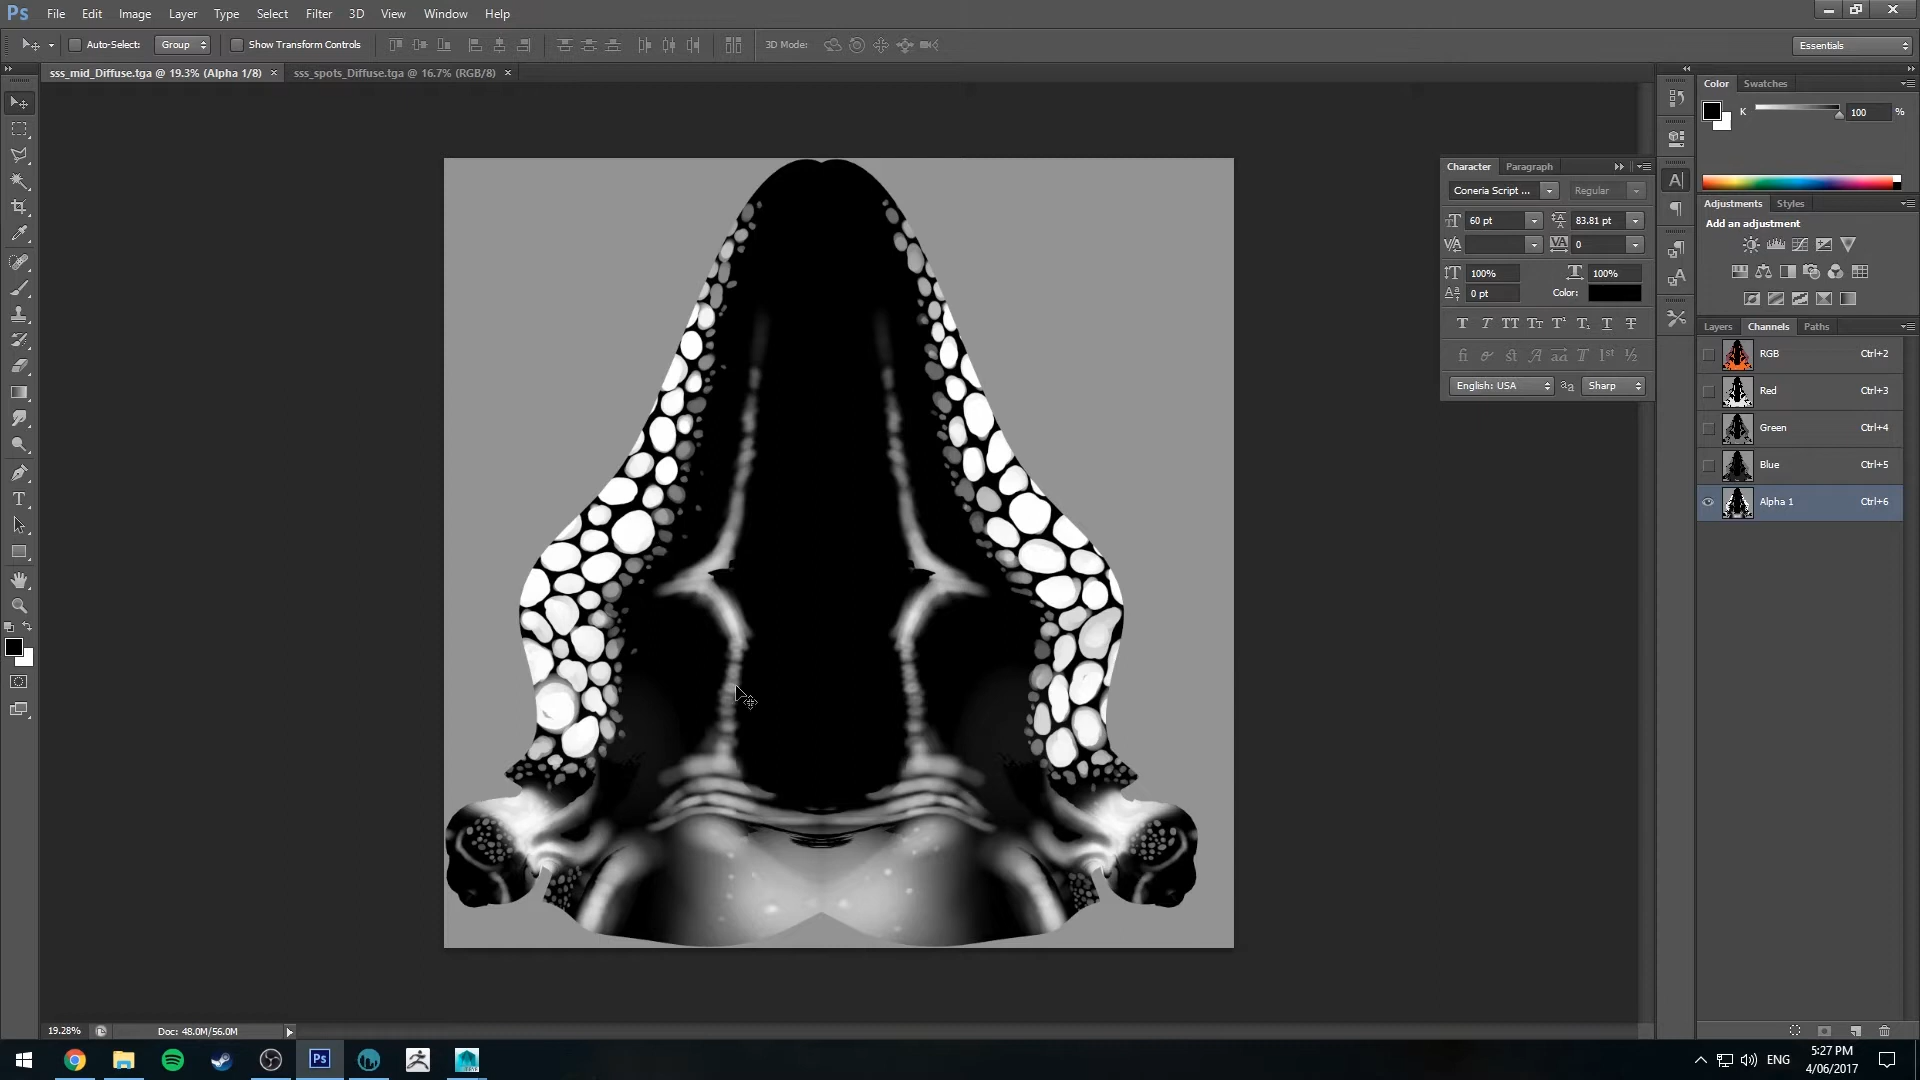 Ps File Edit Image Layer Type Select Filter 3D View Window Help
Auto-Select: Group Show Transform Controls 3D Mode: Essentials
sss_mid_Diffuse.tga @ 19.3% (Alpha 1/8) × sss_spots_Diffuse.tga @ 16.7% (RGB/8) ×
Color Swatches
K 100 %
Character Paragraph
Coneria Script ... Regular
60 pt 83.81 pt
0
100% 100%
0 pt Color:
English: USA Sharp
Adjustments Styles
Add an adjustment
Layers Channels Paths
RGB Ctrl+2
Red Ctrl+3
Green Ctrl+4
Blue Ctrl+5
Alpha 1 Ctrl+6
19.28% Doc: 48.0M/56.0M
Ps ENG 5:27 PM
4/06/2017